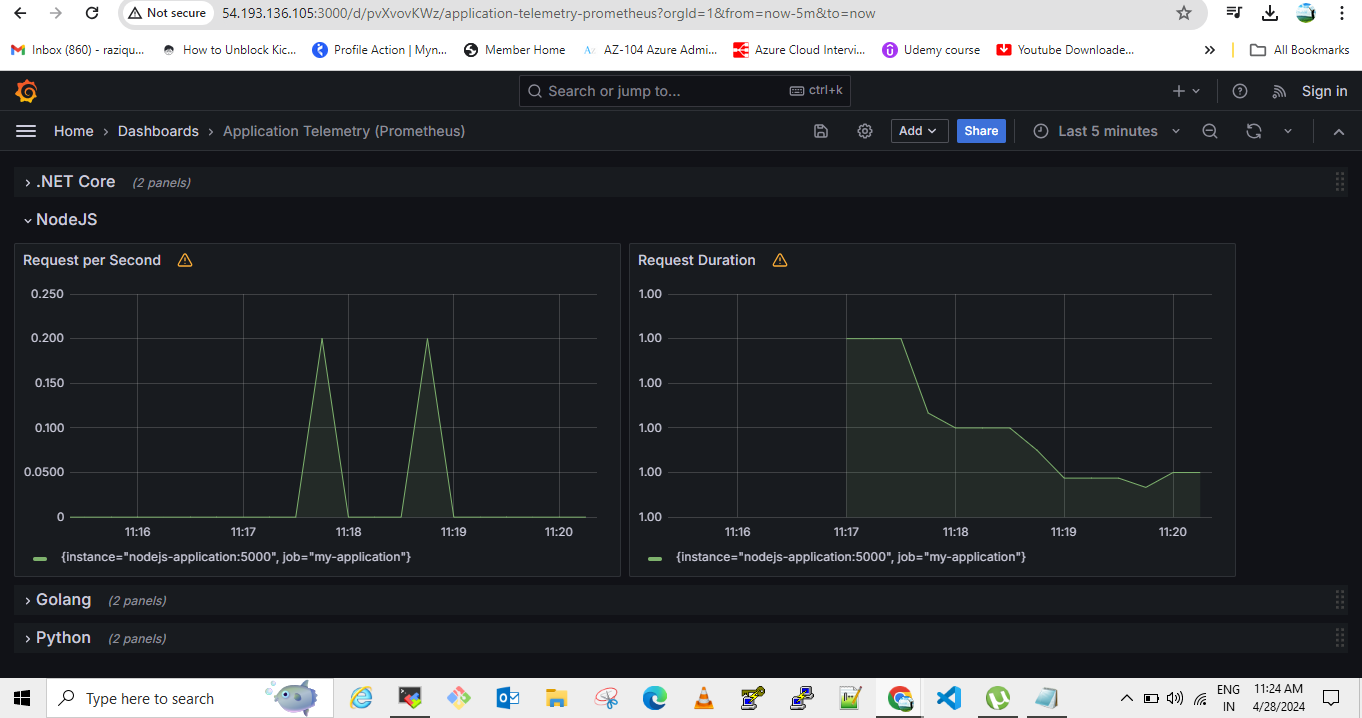 Not secure
54.193.136.105:3000/d/pvXvovKWz/application-telemetry-prometheus?orgId=1&from=now-5m&to=now
Inbox (860) - raziqu...
How to Unblock Kic...
Profile Action | Myn...
Member Home
AZ-104 Azure Admi...
Azure Cloud Intervi...
Udemy course
Youtube Downloade...
All Bookmarks
Search or jump to...
ctrl+k
Sign in
Home › Dashboards › Application Telemetry (Prometheus)
Add
Share
Last 5 minutes
.NET Core (2 panels)
NodeJS
Request per Second
0.250
0.200
0.150
0.100
0.0500
0
11:16 11:17 11:18 11:19 11:20
{instance="nodejs-application:5000", job="my-application"}
Request Duration
1.00
1.00
1.00
1.00
1.00
1.00
11:16 11:17 11:18 11:19 11:20
{instance="nodejs-application:5000", job="my-application"}
Golang (2 panels)
Python (2 panels)
Type here to search
ENG
IN
11:24 AM
4/28/2024